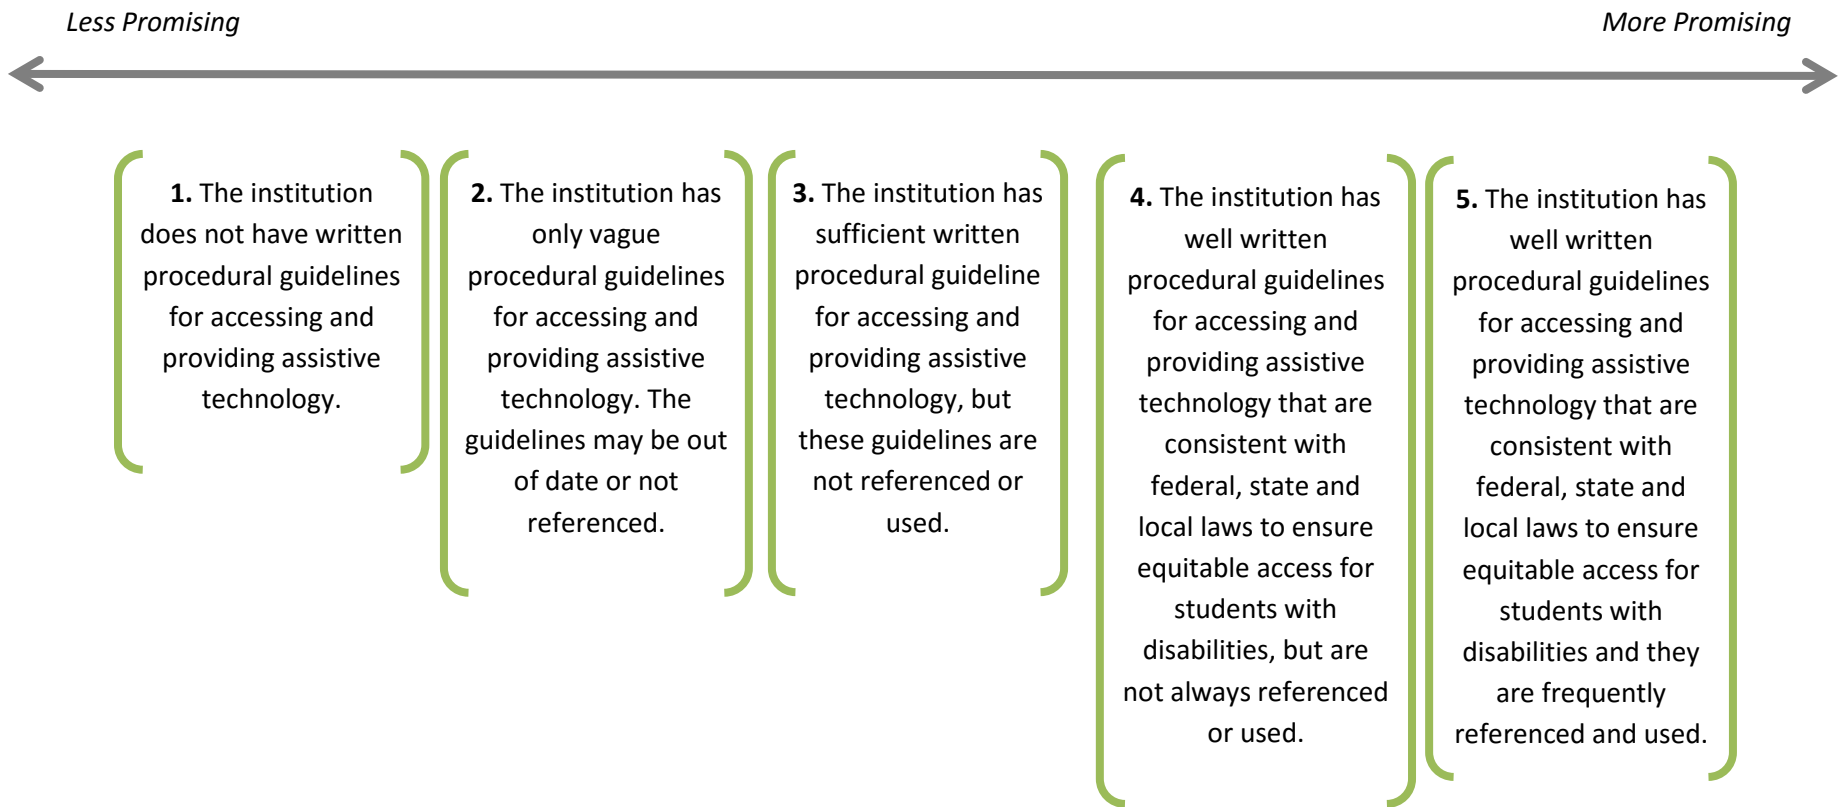 Less Promising
More Promising
1. The institution
does not have written
procedural guidelines
for accessing and
providing assistive
technology.
2. The institution has
only vague
procedural guidelines
for accessing and
providing assistive
technology. The
guidelines may be out
of date or not
referenced.
3. The institution has
sufficient written
procedural guideline
for accessing and
providing assistive
technology, but
these guidelines are
not referenced or
used.
4. The institution has
well written
procedural guidelines
for accessing and
providing assistive
technology that are
consistent with
federal, state and
local laws to ensure
equitable access for
students with
disabilities, but are
not always referenced
or used.
5. The institution has
well written
procedural guidelines
for accessing and
providing assistive
technology that are
consistent with
federal, state and
local laws to ensure
equitable access for
students with
disabilities and they
are frequently
referenced and used.